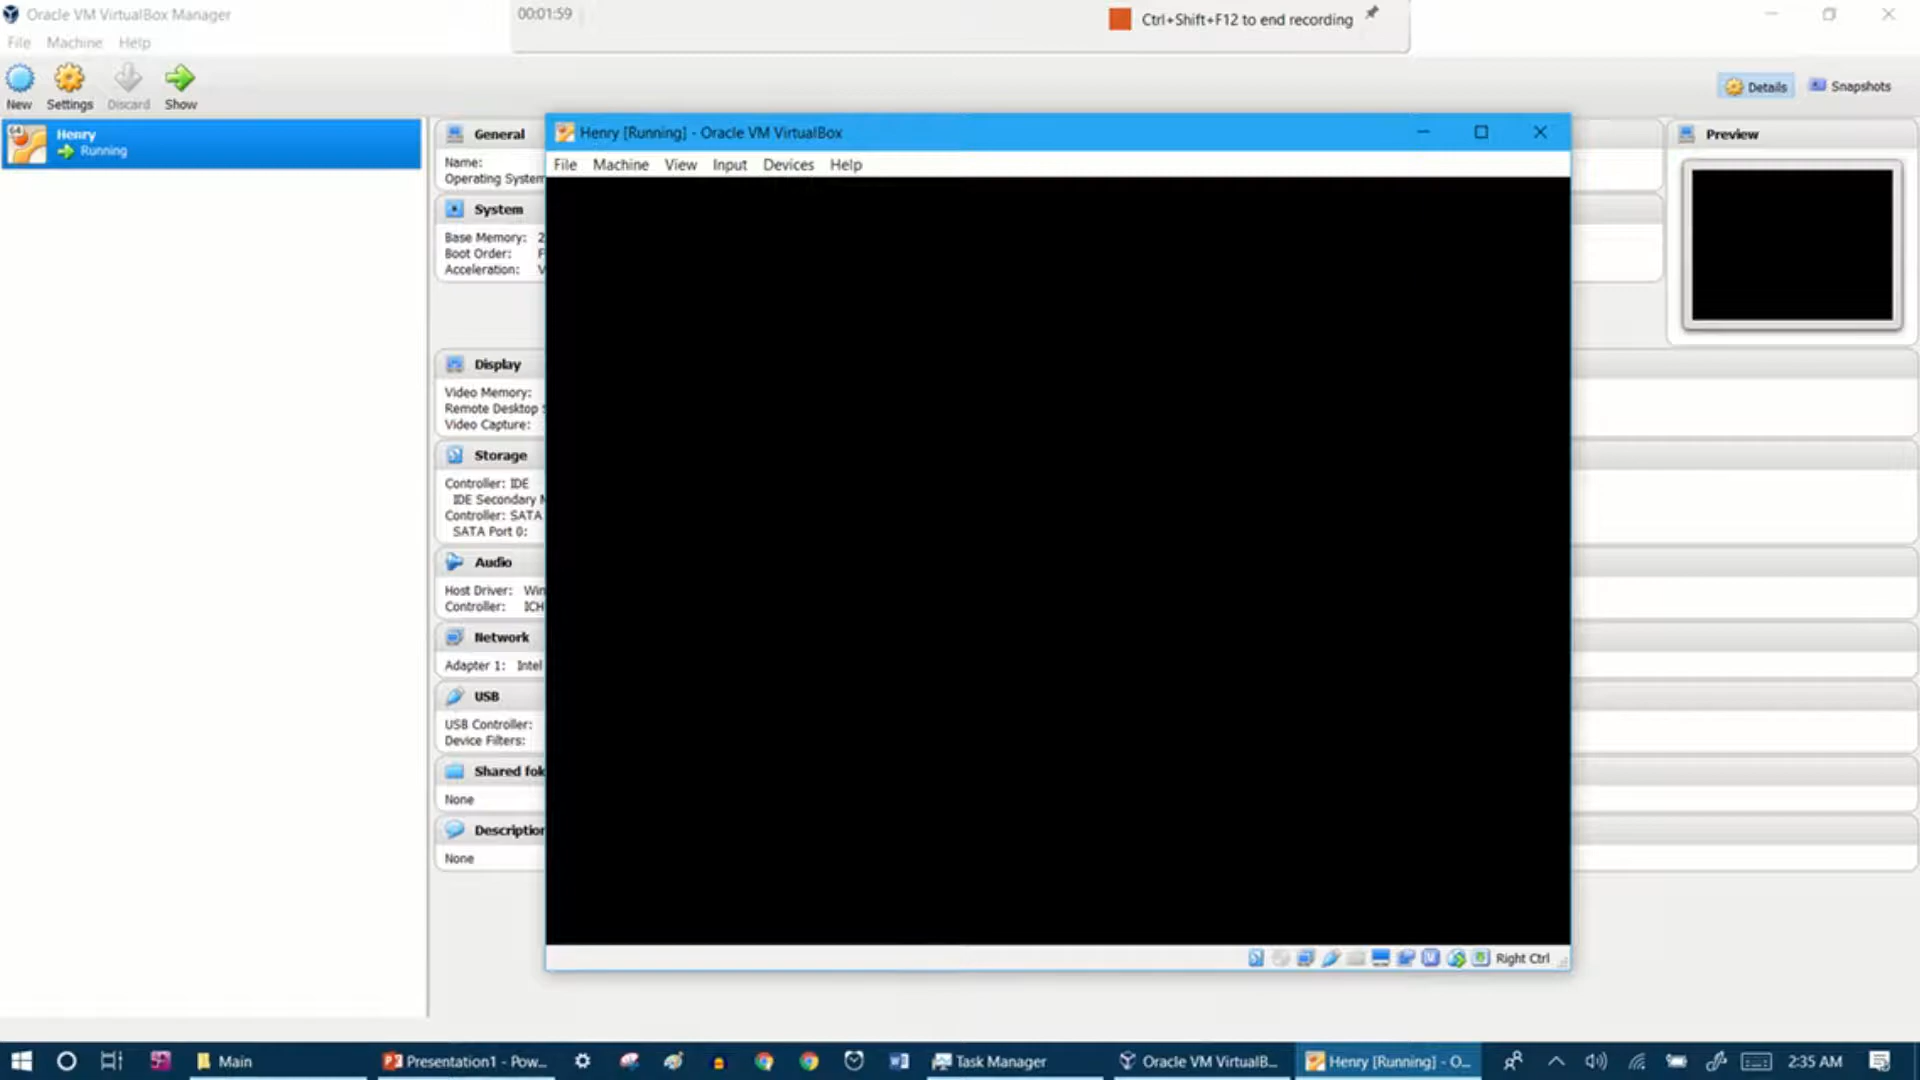 Oracle VM VirtualBox Manager
00:01:59
Ctrl+Shift+F12 to end recording
File Machine Help
New Settings Discard Show
Details Snapshots
Henry
Running
General
Name:
Operating System
System
Base Memory: 2
Boot Order: F
Acceleration: V
Display
Video Memory:
Remote Desktop S
Video Capture:
Storage
Controller: IDE
IDE Secondary M
Controller: SATA
SATA Port 0:
Audio
Host Driver: Win
Controller: ICH
Network
Adapter 1: Intel
USB
USB Controller:
Device Filters:
Shared fol
None
Description
None
Henry [Running] - Oracle VM VirtualBox
File Machine View Input Devices Help
Right Ctrl
Preview
Main
Presentation1 - Pow...
Task Manager
Oracle VM VirtualB...
Henry [Running] - O...
2:35 AM